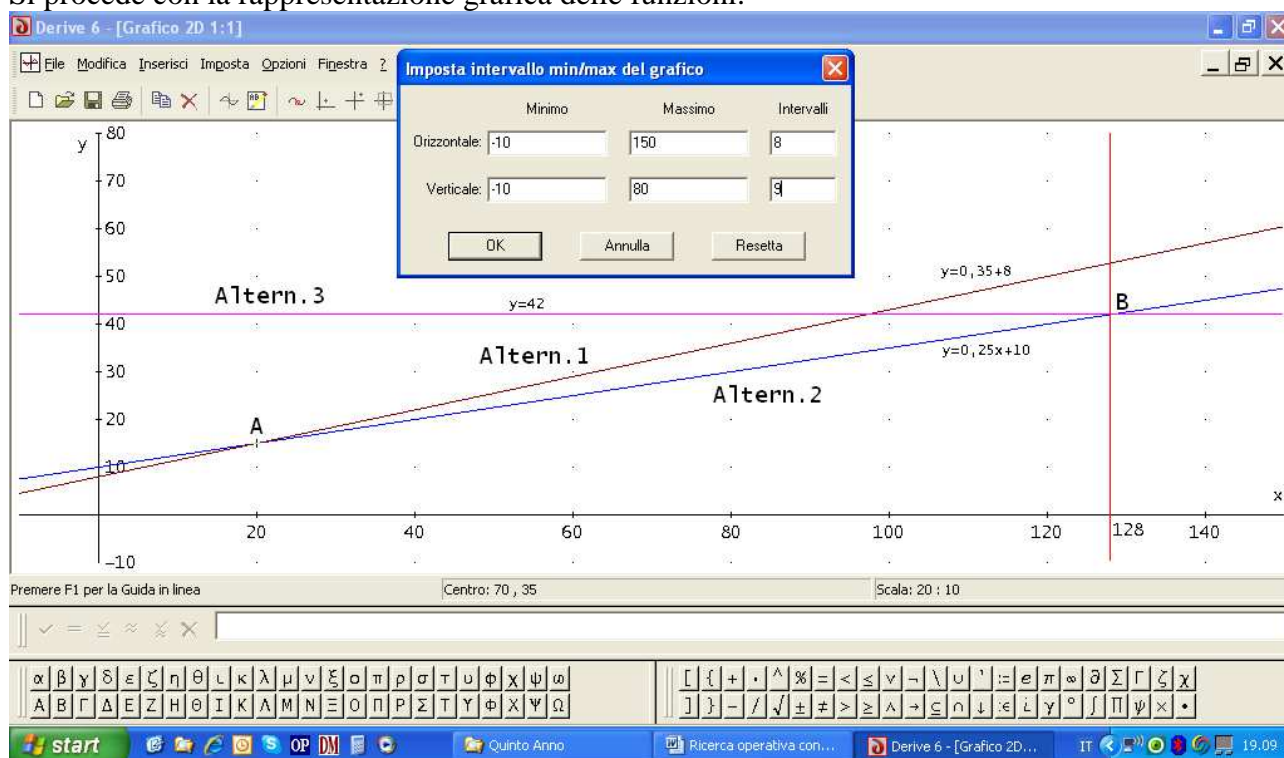 Si procede con la rappresentazione grafica delle funzioni:
Derive 6 - [Grafico 2D 1:1]
File Modifica Inserisci Imposta Opzioni Finestra ?
Imposta intervallo min/max del grafico
Minimo Massimo Intervalli
Orizzontale: -10 150 8
Verticale: -10 80 9
OK Annulla Resetta
y
80
70
60
50
40
30
20
10
-10
Altern.3
y=42
y=0,35+8
B
Altern.1
y=0,25x+10
Altern.2
A
x
20 40 60 80 100 120 128 140
Premere F1 per la Guida in linea Centro: 70 , 35 Scala: 20 : 10
α β γ δ ε ζ η θ ι κ λ μ ν ξ ο π ρ σ τ υ φ χ ψ ω
[ { + · ^ % = < ≤ ∨ ¬ \ ∪ ' := e π ∞ ∂ Σ Γ ζ χ
Α Β Γ Δ Ε Ζ Η Θ Ι Κ Λ Μ Ν Ξ Ο Π Ρ Σ Τ Υ Φ Χ Ψ Ω
] } - / √ ± ≠ > ≥ ∧ → ⊆ ∩ ↓ :∈ i γ ° ∫ Π ψ × •
start OP DM Quinto Anno Ricerca operativa con... Derive 6 - [Grafico 2D... IT 19.09